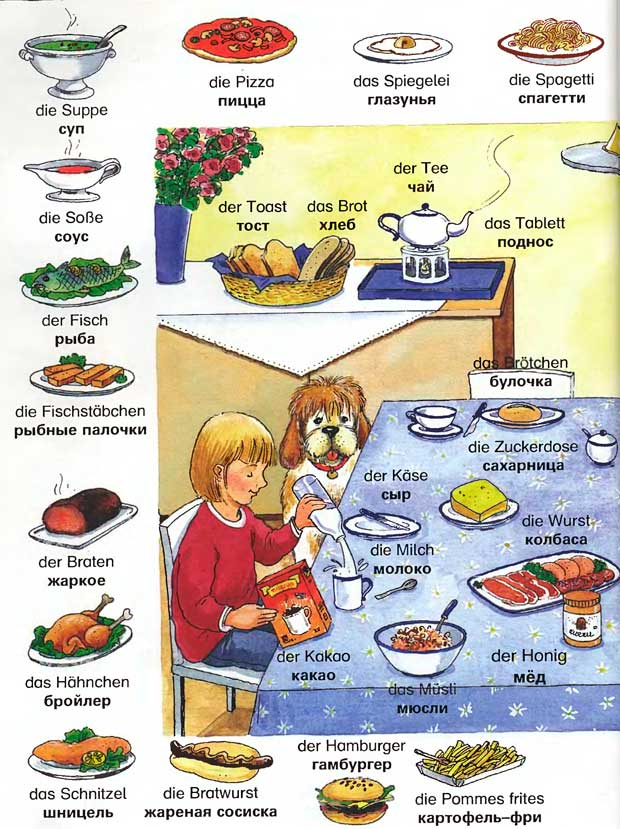 die Suppe
суп
die Pizza
пицца
das Spiegelei
глазунья
die Spagetti
спагетти
die Soße
соус
der Tee
чай
der Toast
тост
das Brot
хлеб
das Tablett
поднос
der Fisch
рыба
das Brötchen
булочка
die Fischstäbchen
рыбные палочки
die Zuckerdose
сахарница
der Käse
сыр
die Wurst
колбаса
die Milch
молоко
der Braten
жаркое
der Kakao
какао
das Müsli
мюсли
der Honig
мёд
das Hähnchen
бройлер
das Schnitzel
шницель
die Bratwurst
жареная сосиска
der Hamburger
гамбургер
die Pommes frites
картофель–фри